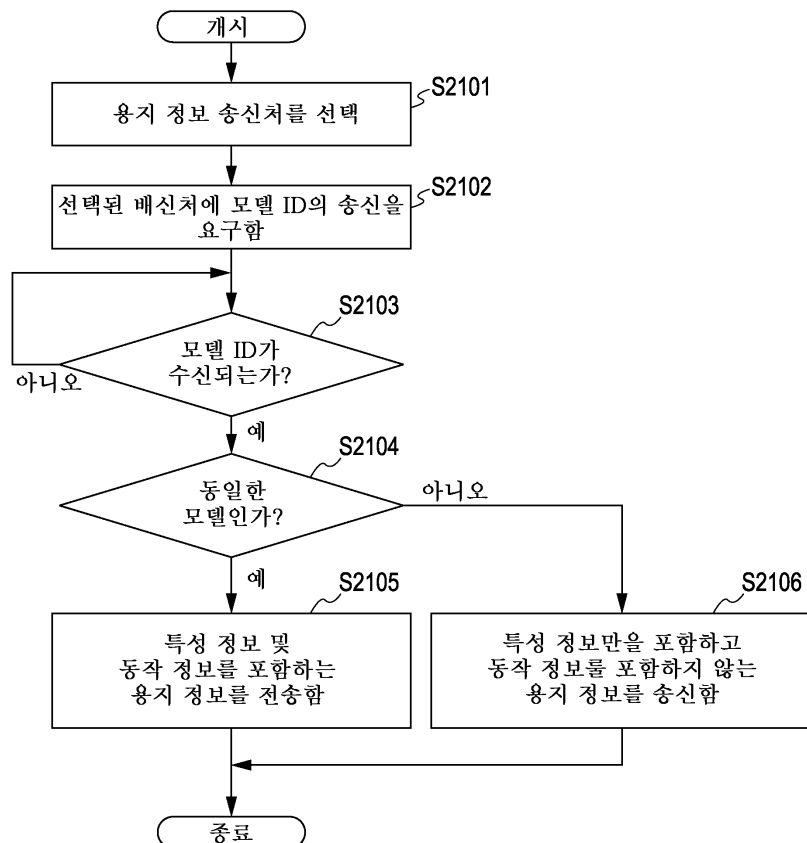 개시
S2101
용지 정보 송신처를 선택
S2102
선택된 배신처에 모델 ID의 송신을
요구함
S2103
모델 ID가
수신되는가?
아니오
예
S2104
동일한
모델인가?
아니오
예
S2105
특성 정보 및
동작 정보를 포함하는
용지 정보를 전송함
S2106
특성 정보만을 포함하고
동작 정보룰 포함하지 않는
용지 정보를 송신함
종료